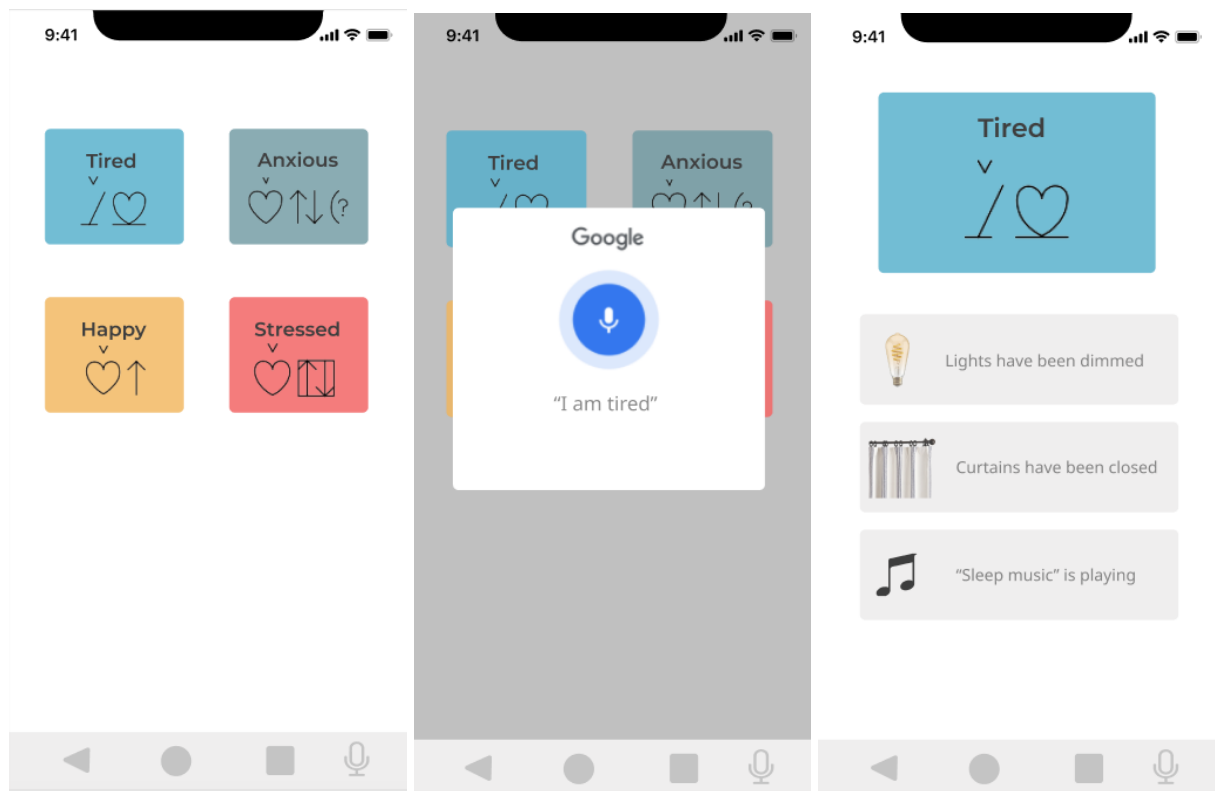 9:41
Tired
Anxious
?
Happy
Stressed
9:41
Tired
Anxious
?
Google
“I am tired”
9:41
Tired
Lights have been dimmed
Curtains have been closed
“Sleep music” is playing